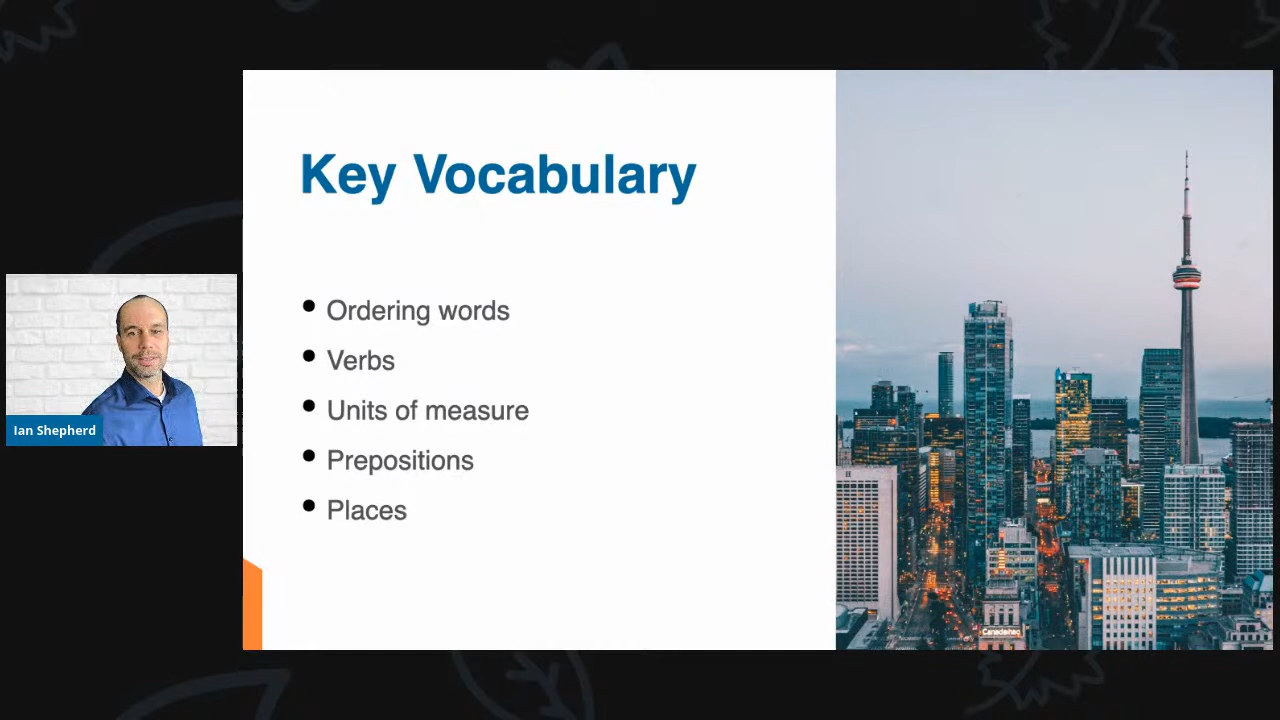 Key Vocabulary
Ordering words
Verbs
Units of measure
Prepositions
Places
Ian Shepherd